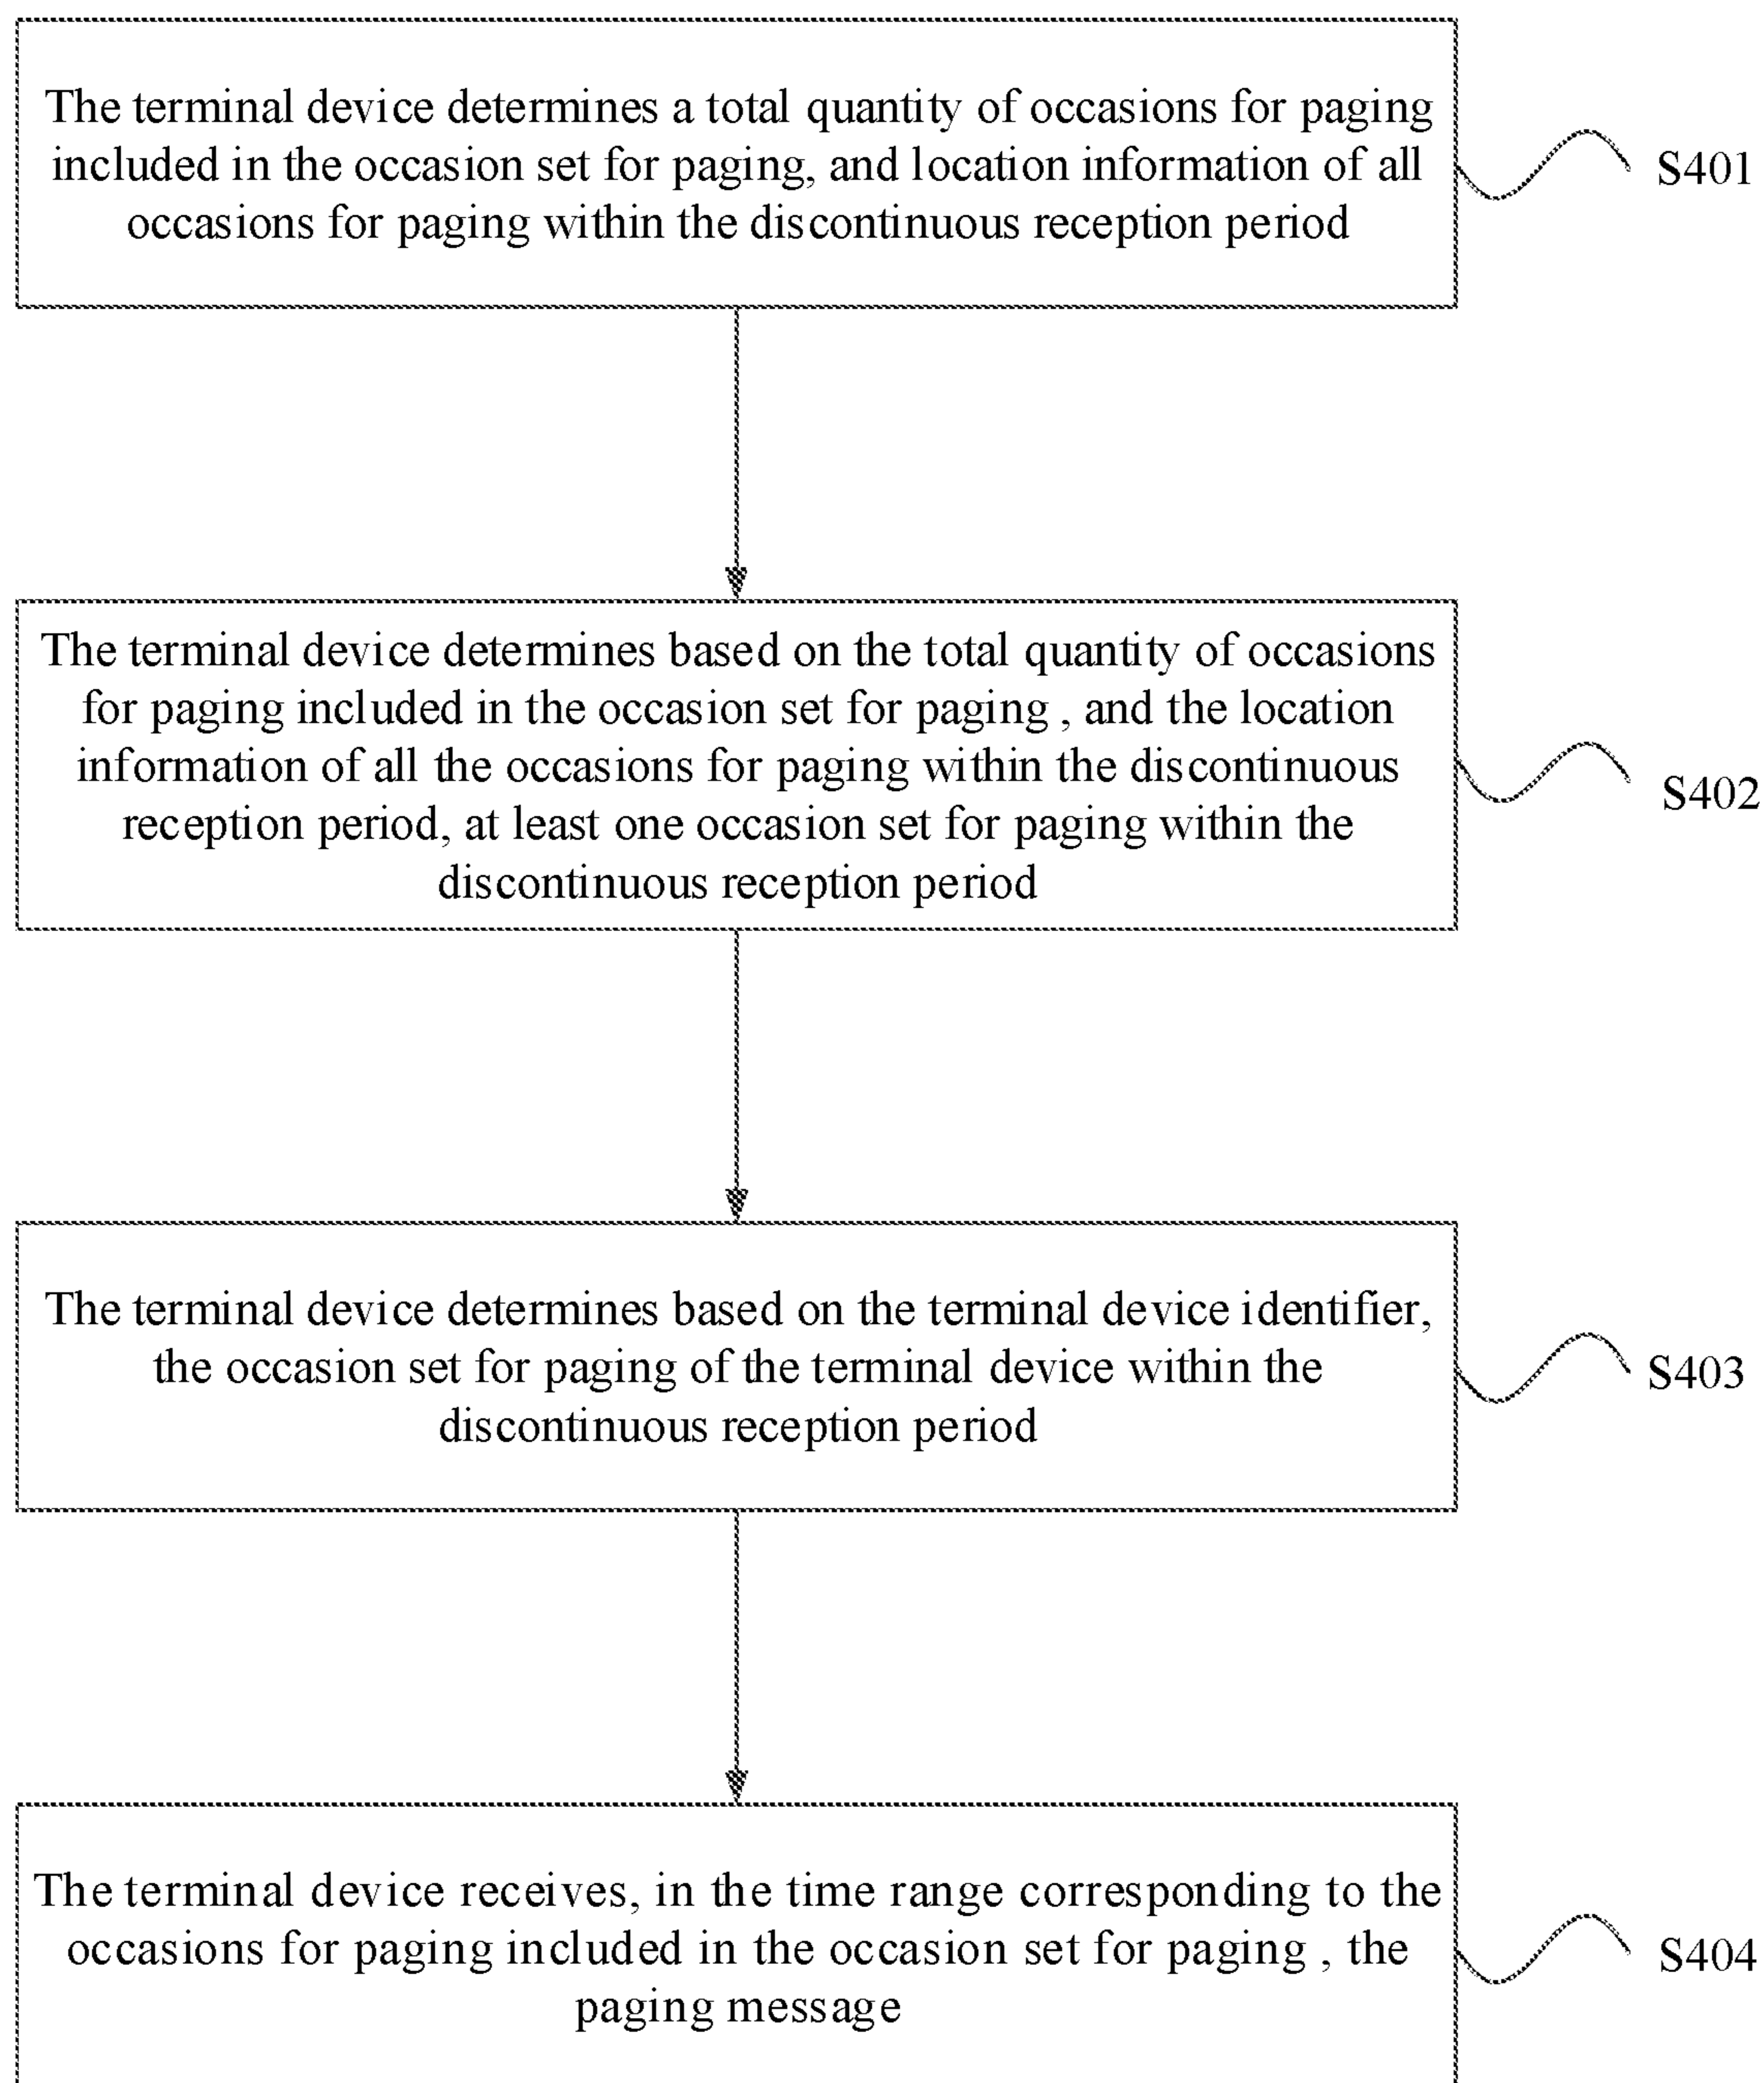 The terminal device determines a total quantity of occasions for paging
included in the occasion set for paging, and location information of all
occasions for paging within the discontinuous reception period
S401
The terminal device determines based on the total quantity of occasions
for paging included in the occasion set for paging , and the location
information of all the occasions for paging within the discontinuous
reception period, at least one occasion set for paging within the
discontinuous reception period
S402
The terminal device determines based on the terminal device identifier,
the occasion set for paging of the terminal device within the
discontinuous reception period
S403
The terminal device receives, in the time range corresponding to the
occasions for paging included in the occasion set for paging , the
paging message
S404